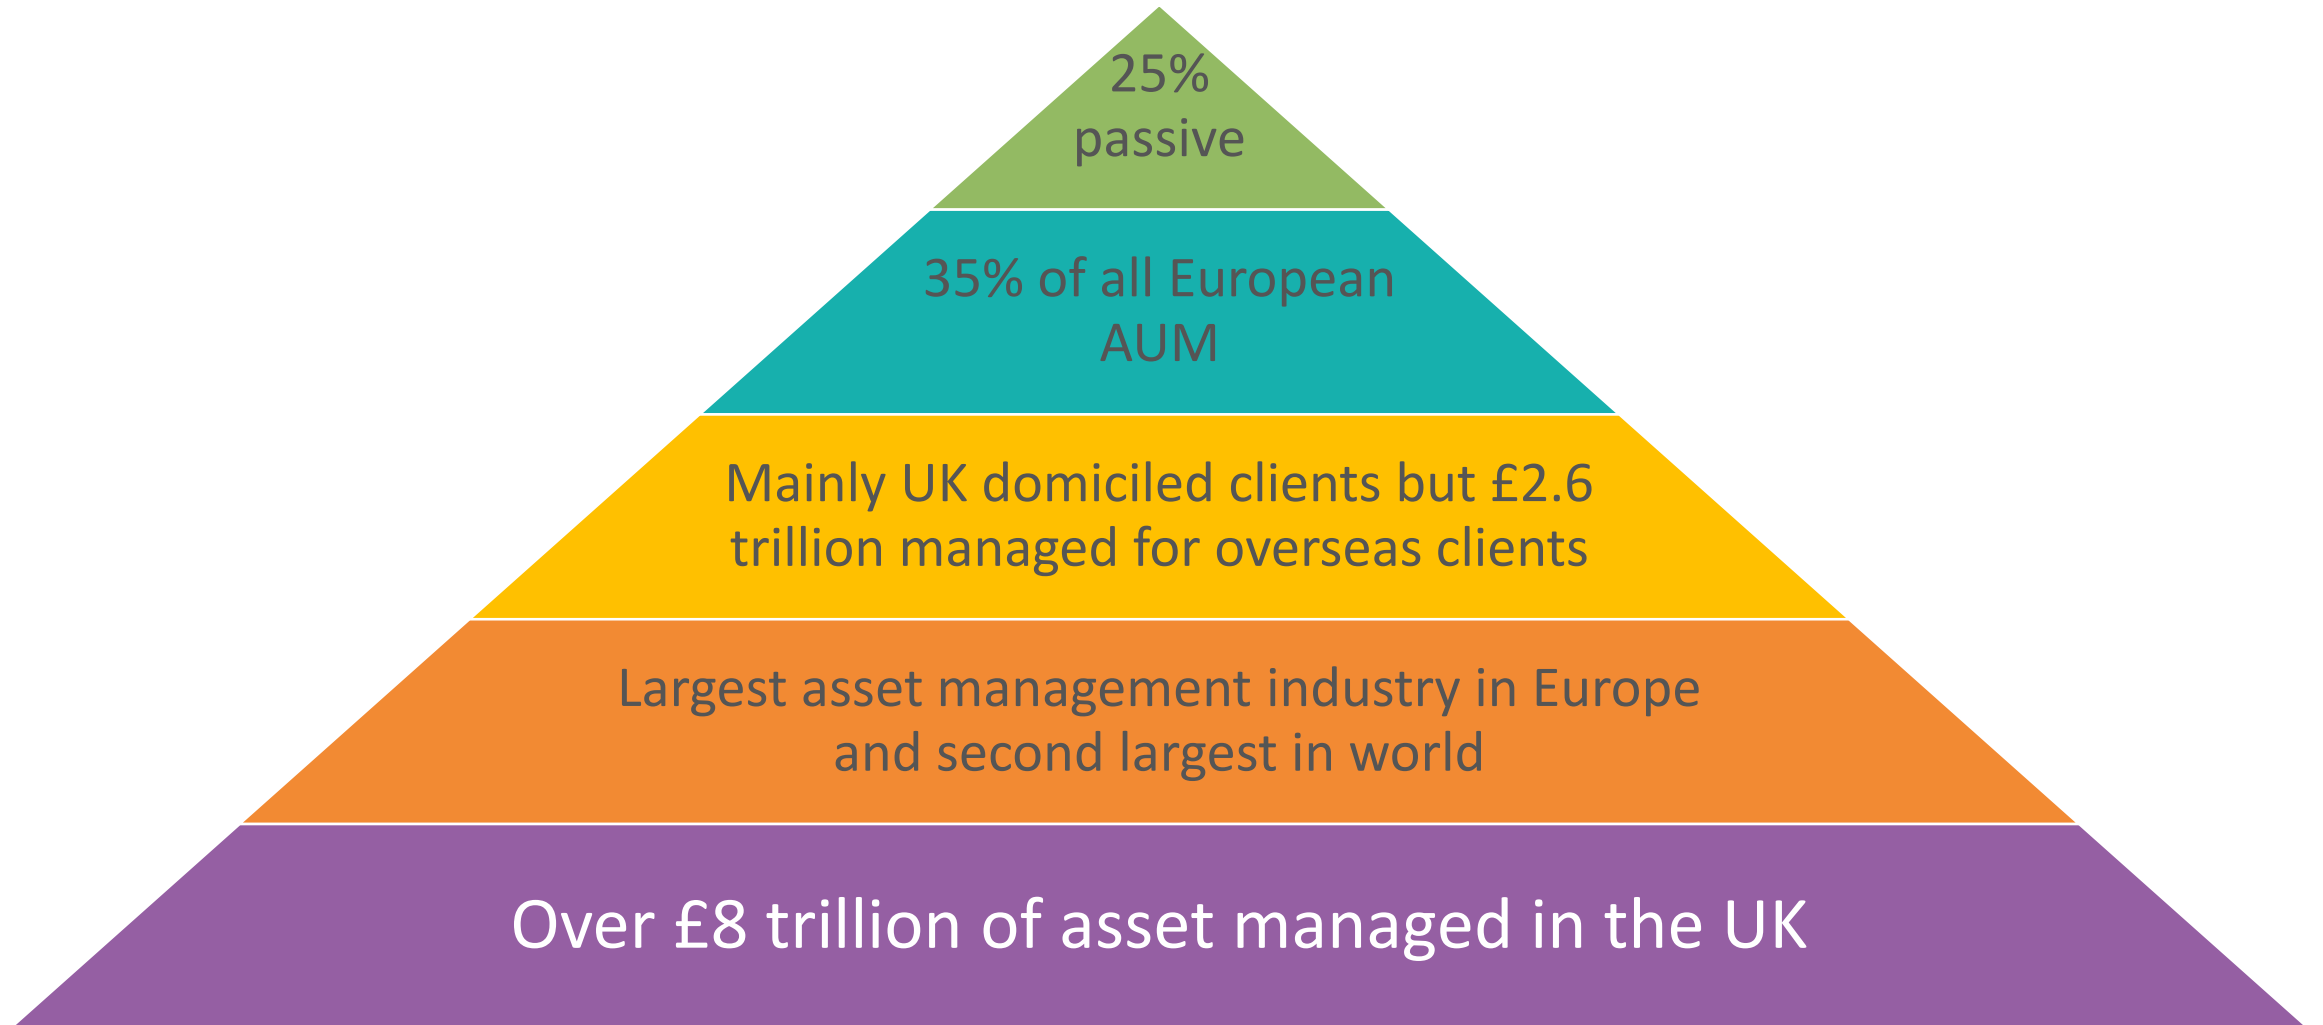 25%
passive
35% of all European
AUM
Mainly UK domiciled clients but £2.6
trillion managed for overseas clients
Largest asset management industry in Europe
and second largest in world
Over £8 trillion of asset managed in the UK